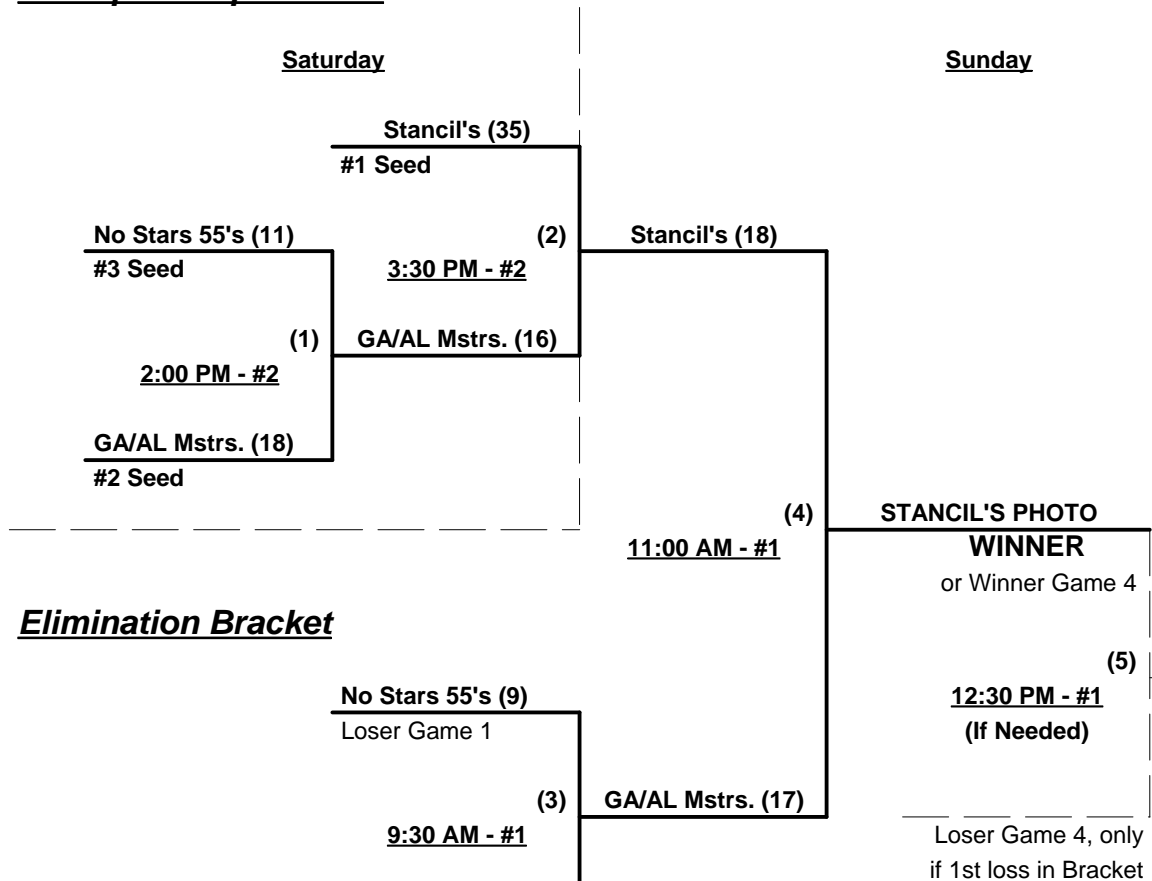 Saturday
Sunday
Stancil's (35)
#1 Seed
No Stars 55's (11)
(2)
Stancil's (18)
#3 Seed
3:30 PM - #2
(1)
GA/AL Mstrs. (16)
2:00 PM - #2
GA/AL Mstrs. (18)
#2 Seed
(4)
STANCIL'S PHOTO
11:00 AM - #1
WINNER
or Winner Game 4
Elimination Bracket
(5)
No Stars 55's (9)
12:30 PM - #1
Loser Game 1
(If Needed)
(3)
GA/AL Mstrs. (17)
9:30 AM - #1
Loser Game 4, only
if 1st loss in Bracket